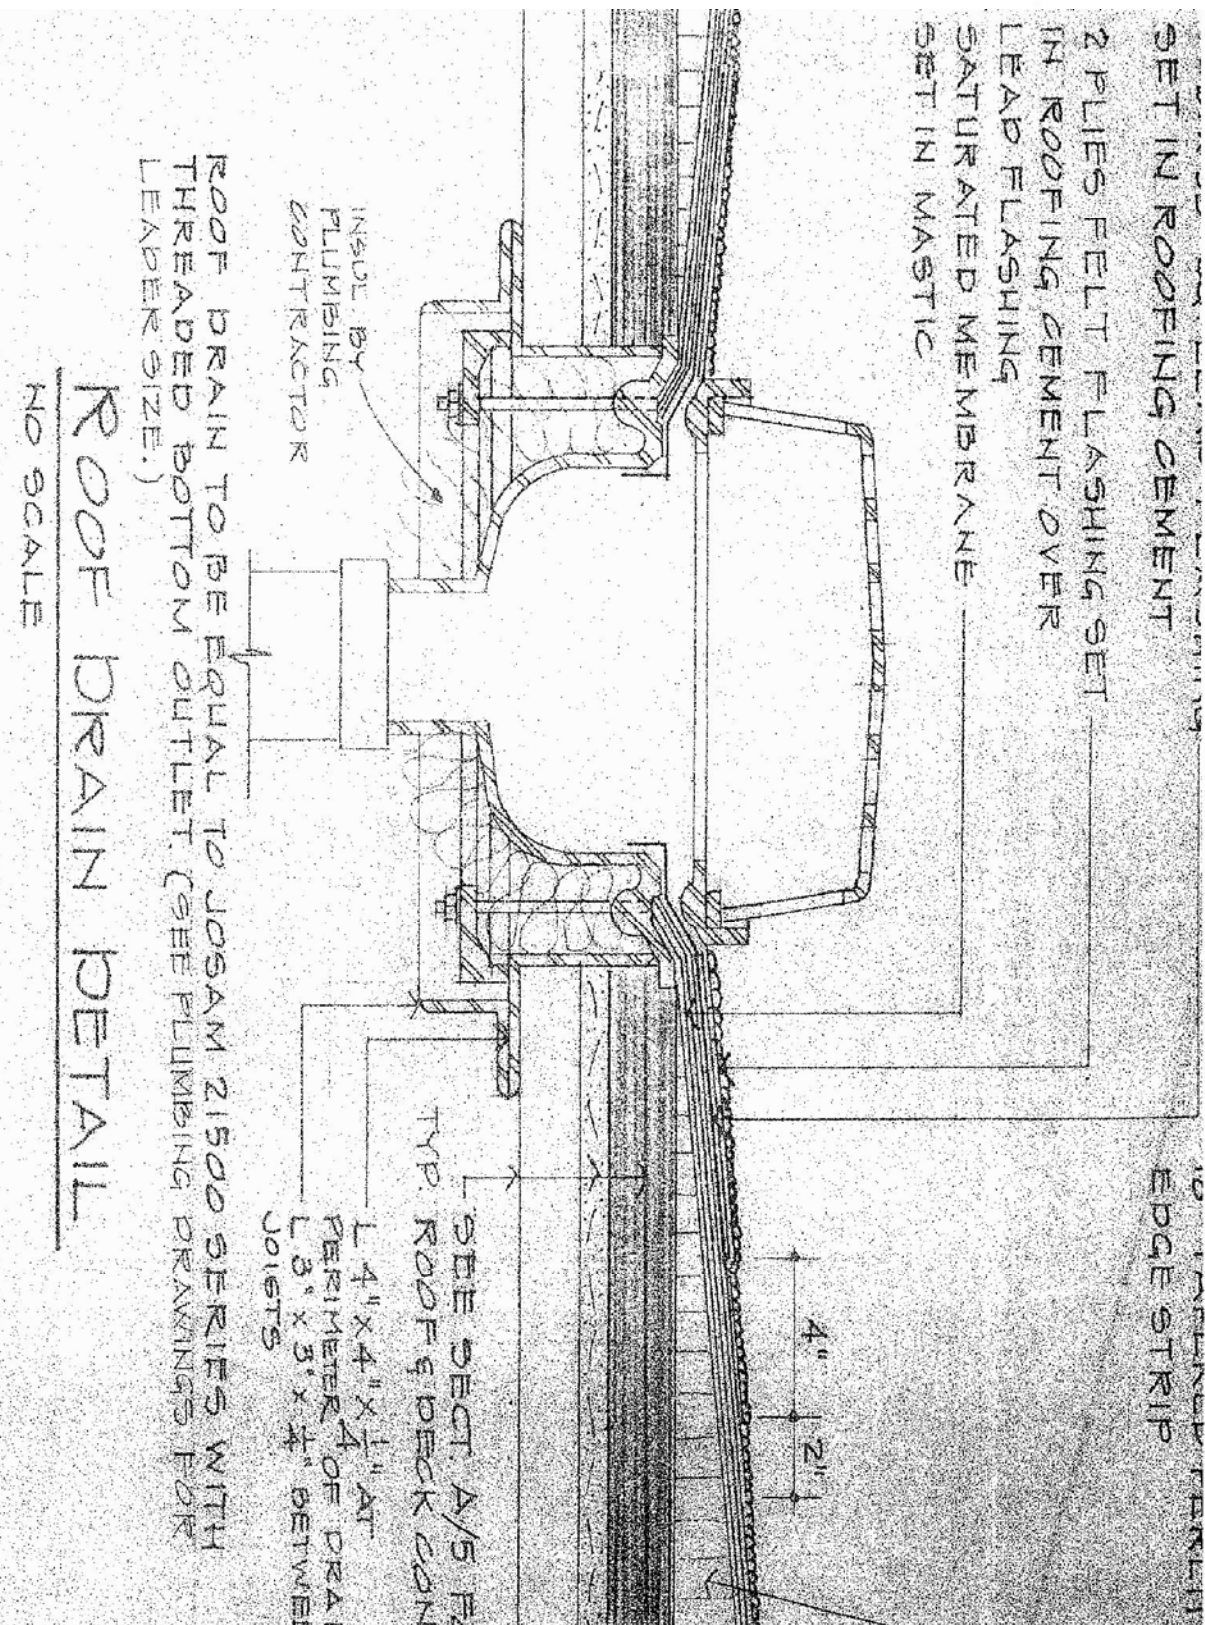 SET IN ROOFING CEMENT
2 PLIES FELT FLASHING SET
IN ROOFING CEMENT OVER
LEAD FLASHING
SATURATED MEMBRANE
SET IN MASTIC
EDGE STRIP
4"
2"
INSUL BY
PLUMBING
CONTRACTOR
SEE SECT. A/5 F
TYP. ROOF & DECK CON
L 4" x 4" x 1/4" AT
PERIMETER OF DRA
L 3" x 3" x 1/4" BETWEE
JOISTS
ROOF DRAIN TO BE EQUAL TO JOSAM 21500 SERIES WITH
THREADED BOTTOM OUTLET. (SEE PLUMBING DRAWINGS FOR
LEADER SIZE.)
ROOF DRAIN DETAIL
NO SCALE